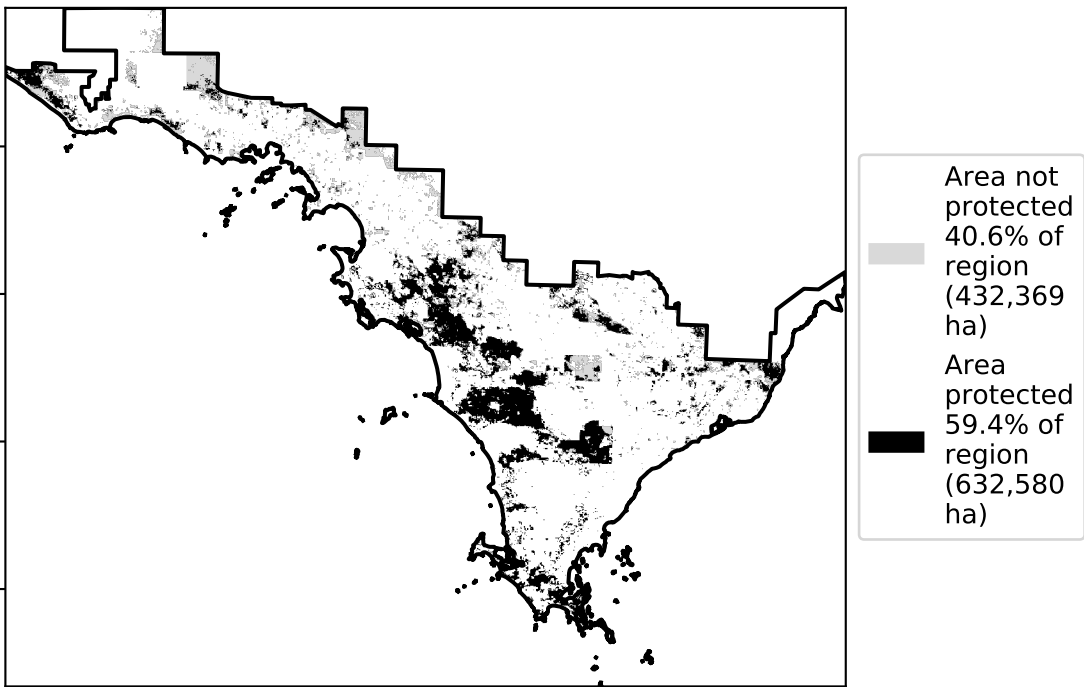 Area not
protected
40.6% of
region
(432,369
ha)
Area
protected
59.4% of
region
(632,580
ha)